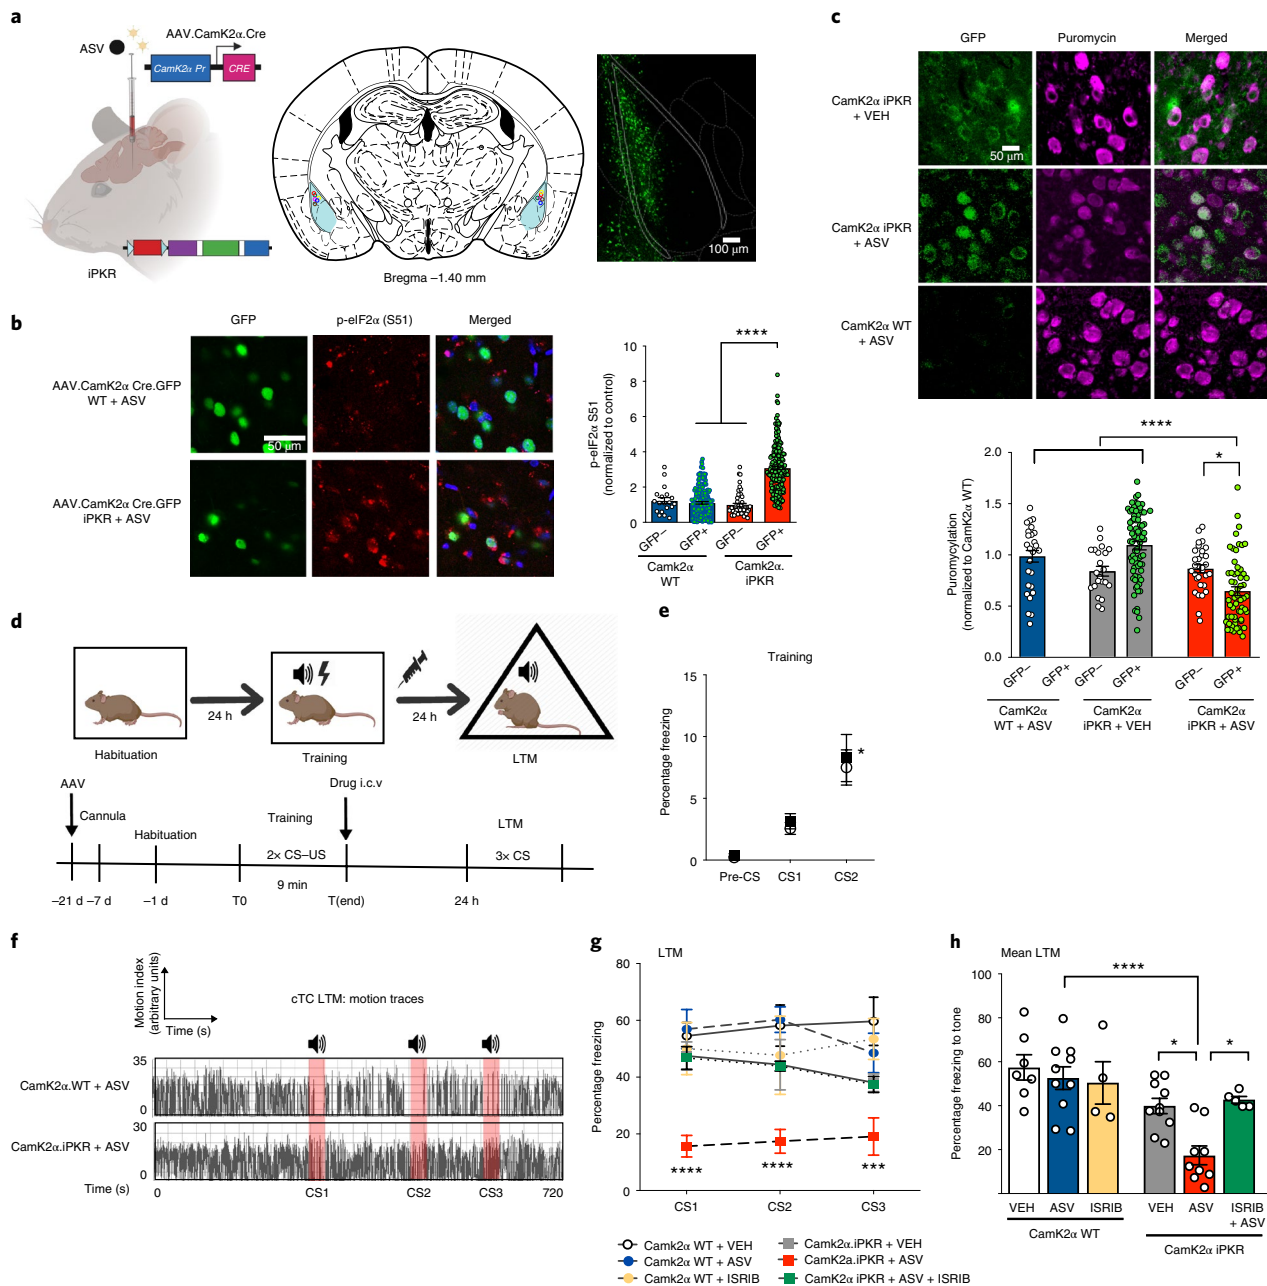 a
ASV
AAV.CamK2α.Cre
CamK2α Pr
CRE
iPKR
Bregma –1.40 mm
100 μm
b
GFP
p-eIF2α (S51)
Merged
AAV.CamK2α Cre.GFP
WT + ASV
50 μm
AAV.CamK2α Cre.GFP
iPKR + ASV
****
p-eIF2α S51
(normalized to control)
10
8
6
4
2
0
GFP–
GFP+
GFP–
GFP+
Camk2α
WT
Camk2α.
iPKR
c
GFP
Puromycin
Merged
CamK2α iPKR
+ VEH
50 μm
CamK2α iPKR
+ ASV
CamK2α WT
+ ASV
****
*
Puromycylation
(normalized to CamK2α WT)
2.0
1.5
1.0
0.5
0.0
GFP–
GFP+
GFP–
GFP+
GFP–
GFP+
CamK2α
WT + ASV
CamK2α
iPKR + VEH
CamK2α
iPKR + ASV
d
24 h
24 h
Habituation
Training
LTM
AAV
Cannula
Habituation
Training
Drug i.c.v
LTM
2× CS–US
3× CS
9 min
–21 d
–7 d
–1 d
T0
T(end)
24 h
e
Training
Percentage freezing
15
10
5
0
*
Pre-CS
CS1
CS2
f
Motion index
(arbitrary units)
Time (s)
cTC LTM: motion traces
CamK2α.WT + ASV
35
0
CamK2α.iPKR + ASV
30
0
Time (s)
0
CS1
CS2
CS3
720
g
LTM
Percentage freezing
80
60
40
20
0
****
****
***
CS1
CS2
CS3
Camk2α WT + VEH
Camk2α WT + ASV
Camk2α WT + ISRIB
Camk2α.iPKR + VEH
Camk2a.iPKR + ASV
CamK2α iPKR + ASV + ISRIB
h
Mean LTM
Percentage freezing to tone
100
80
60
40
20
****
*
*
VEH
ASV
ISRIB
VEH
ASV
ISRIB
+ ASV
CamK2α WT
CamK2α iPKR